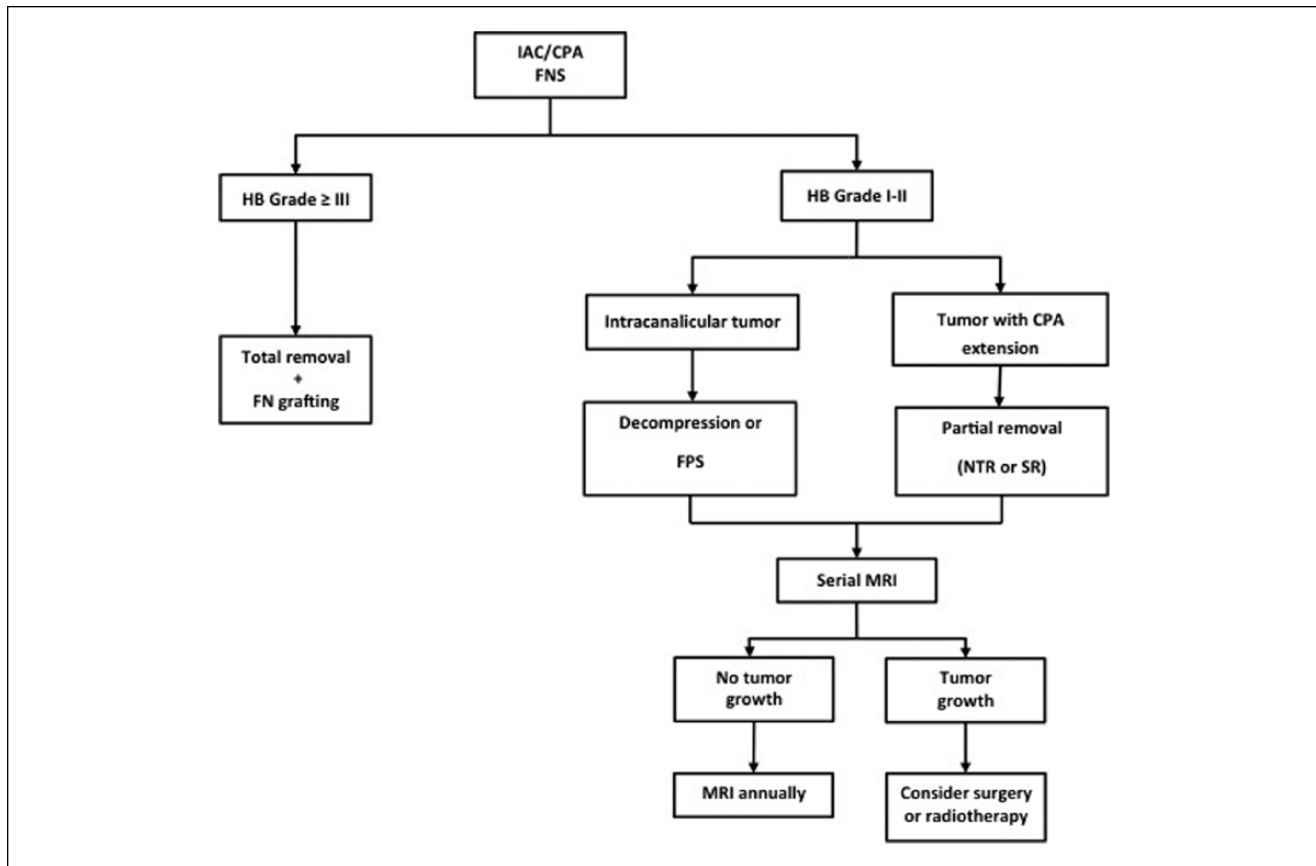 IAC/CPA
FNS
HB Grade ≥ III
HB Grade I-II
Intracanalicular tumor
Tumor with CPA
extension
Total removal
+
FN grafting
Decompression or
FPS
Partial removal
(NTR or SR)
Serial MRI
No tumor
growth
Tumor
growth
MRI annually
Consider surgery
or radiotherapy